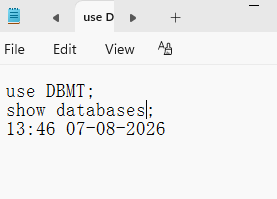 use D
File Edit View
use DBMT;
show databases;
13:46 07-08-2026